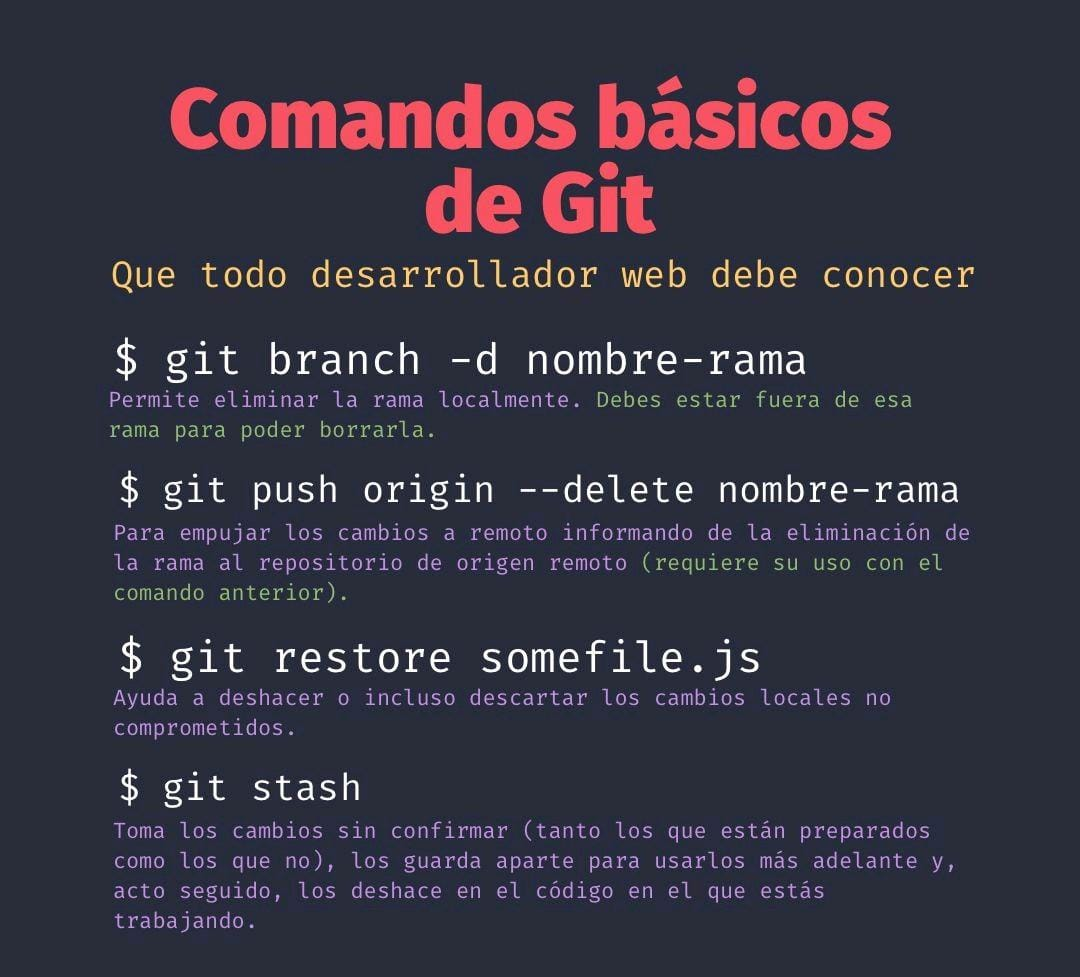 Comandos básicos
de Git
Que todo desarrollador web debe conocer
$ git branch -d nombre-rama
Permite eliminar la rama localmente. Debes estar fuera de esa
rama para poder borrarla.
$ git push origin --delete nombre-rama
Para empujar los cambios a remoto informando de la eliminación de
la rama al repositorio de origen remoto (requiere su uso con el
comando anterior).
$ git restore somefile.js
Ayuda a deshacer o incluso descartar los cambios locales no
comprometidos.
$ git stash
Toma los cambios sin confirmar (tanto los que están preparados
como los que no), los guarda aparte para usarlos más adelante y,
acto seguido, los deshace en el código en el que estás
trabajando.